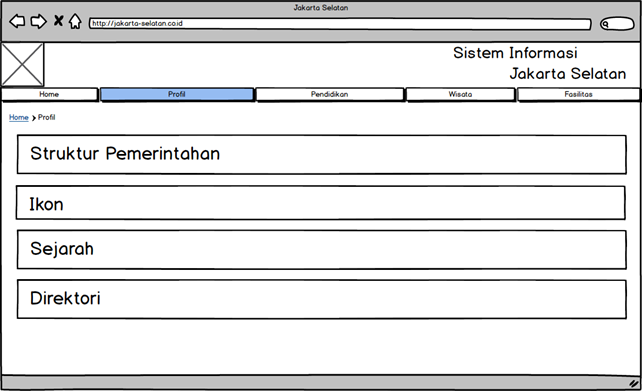 Jakarta Selatan
http://jakarta-selatan.co.id
Sistem Informasi
Jakarta Selatan
Home Profil Pendidikan Wisata Fasilitas
Home > Profil
Struktur Pemerintahan
Ikon
Sejarah
Direktori